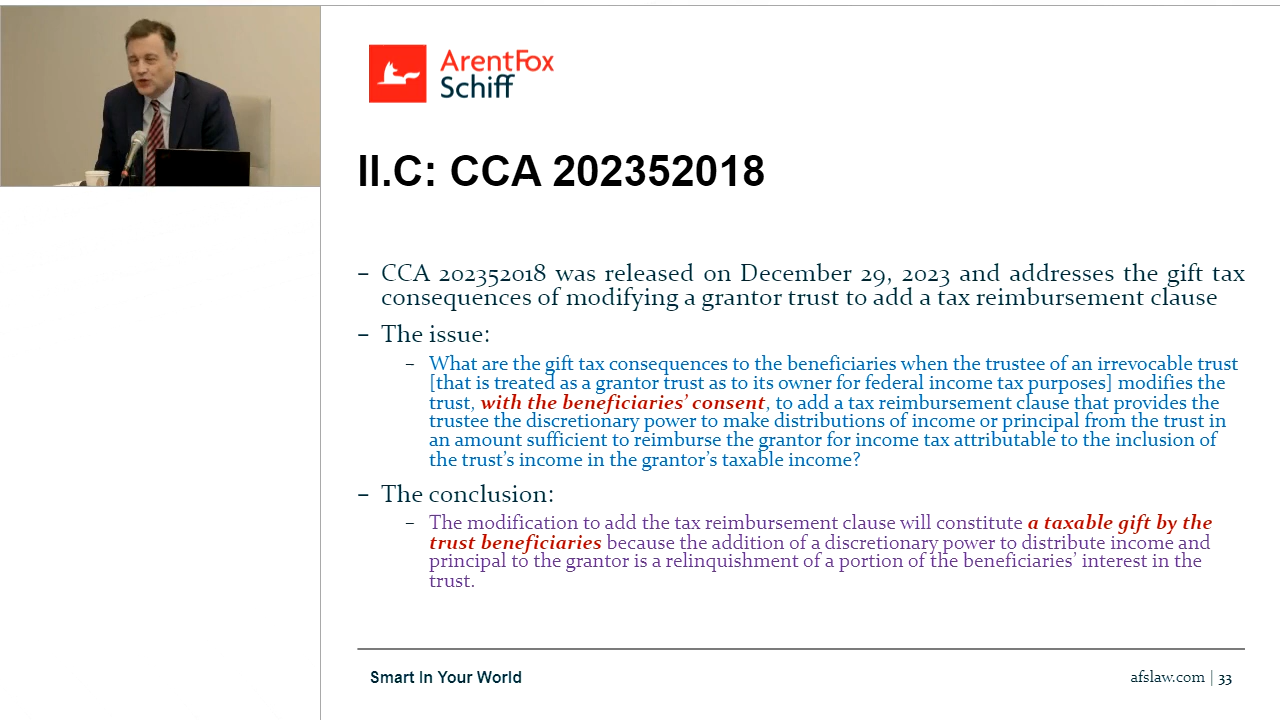 ArentFox
Schiff
II.C: CCA 202352018
– CCA 202352018 was released on December 29, 2023 and addresses the gift tax
consequences of modifying a grantor trust to add a tax reimbursement clause
– The issue:
– What are the gift tax consequences to the beneficiaries when the trustee of an irrevocable trust
[that is treated as a grantor trust as to its owner for federal income tax purposes] modifies the
trust, with the beneficiaries’ consent, to add a tax reimbursement clause that provides the
trustee the discretionary power to make distributions of income or principal from the trust in
an amount sufficient to reimburse the grantor for income tax attributable to the inclusion of
the trust’s income in the grantor’s taxable income?
– The conclusion:
– The modification to add the tax reimbursement clause will constitute a taxable gift by the
trust beneficiaries because the addition of a discretionary power to distribute income and
principal to the grantor is a relinquishment of a portion of the beneficiaries’ interest in the
trust.
Smart In Your World
afslaw.com | 33